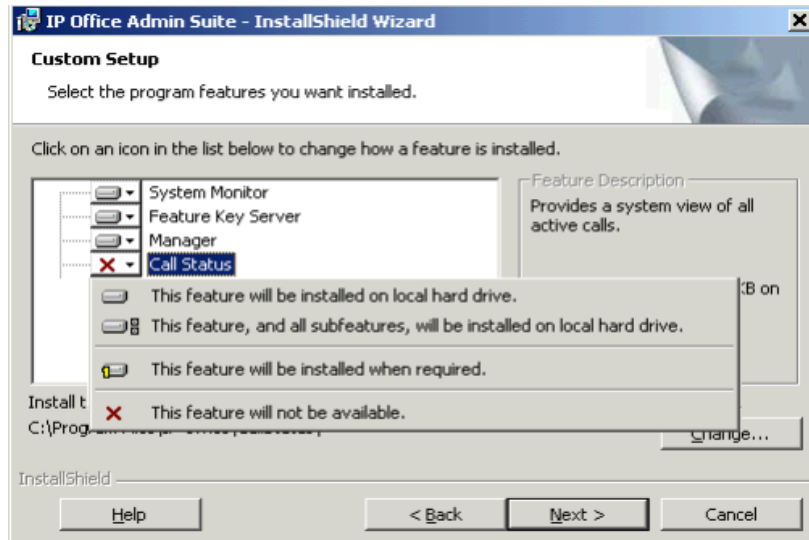 IP Office Admin Suite - InstallShield Wizard
Custom Setup
Select the program features you want installed.
Click on an icon in the list below to change how a feature is installed.
System Monitor
Feature Key Server
Manager
Call Status
Feature Description
Provides a system view of all
active calls.
KB on
This feature will be installed on local hard drive.
This feature, and all subfeatures, will be installed on local hard drive.
This feature will be installed when required.
This feature will not be available.
Install t
C:\Prog
Change...
InstallShield
Help
< Back
Next >
Cancel